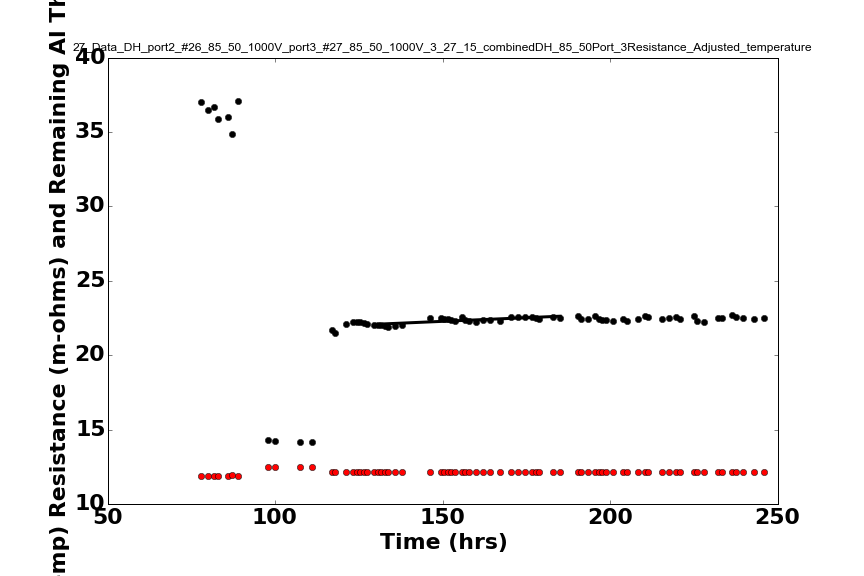 27_Data_DH_port2_#26_85_50_1000V_port3_#27_85_50_1000V_3_27_15_combinedDH_85_50Port_3Resistance_Adjusted_temperature
mp) Resistance (m-ohms) and Remaining Al Th
40
35
30
25
20
15
10
50 100 150 200 250
Time (hrs)